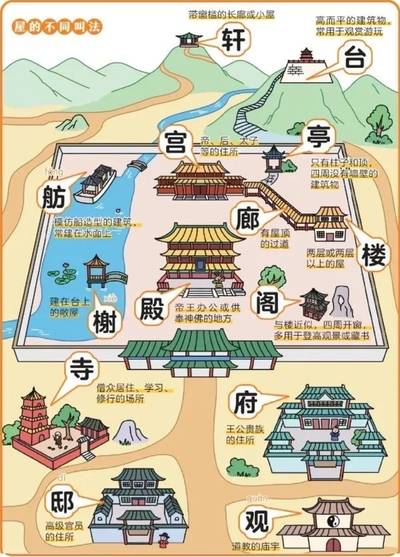 屋的不同叫法
带窗槛的长廊或小屋
轩
高而平的建筑物,
常用于观赏游玩
台
宫
帝、后、太子
等的住所
亭
只有柱子和顶,
四周没有墙壁的
建筑物
舫
模仿船造型的建筑,
常建在水面上
廊
有屋顶
的过道
楼
两层或两层
以上的屋
榭
建在台上
的敞屋
殿
帝王办公或供
奉神佛的地方
阁
与楼近似,四周开窗,
多用于登高观景或藏书
寺
僧众居住、学习、
修行的场所
府
王公贵族
的住所
dǐ
邸
高级官员
的住所
guàn
观
道教的庙宇